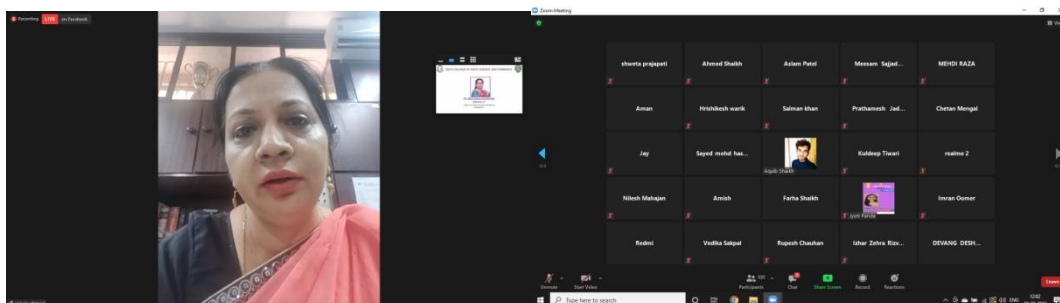 Recording LIVE on Facebook
Zoom Meeting
shweta prajapati
Ahmed Shaikh
Aslam Patel
Meesam Sajjad...
MEHDI RAZA
Aman
Hrishikesh warik
Salman khan
Prathamesh Jad...
Chetan Mengal
Jay
Sayed mohd has...
Aquib Shaikh
Kuldeep Tiwari
realme 2
Nilesh Mahajan
Amish
Farha Shaikh
Jyoti Panda
Imran Oomer
Redmi
Vedika Sakpal
Rupesh Chauhan
Izhar Zehra Rizv...
DEVANG DESH...
Unmute
Start Video
Participants
Chat
Share Screen
Record
Reactions
Leave
Type here to search
ENG